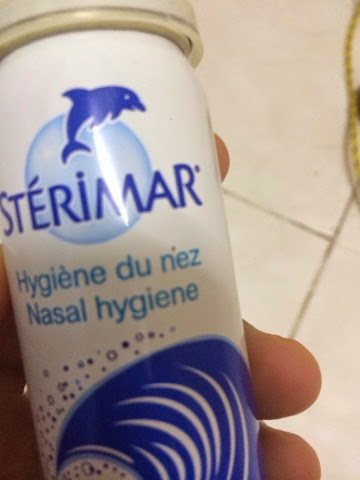 STÉRIMAR
Hygiène du nez
Nasal hygiene